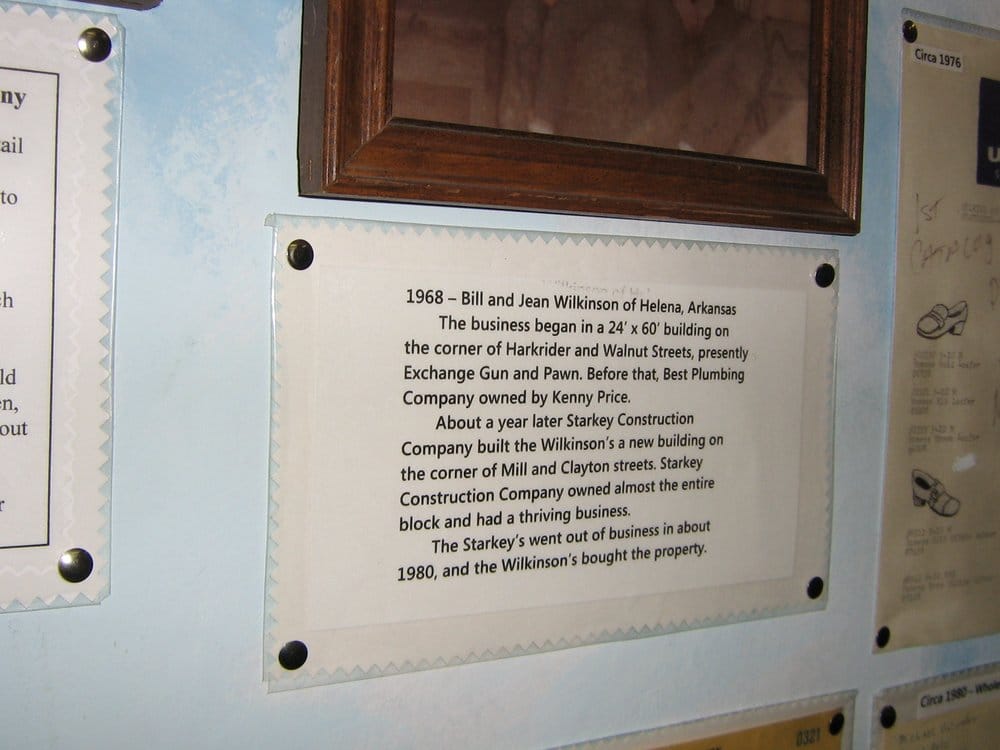 ny
ail
to
ch
ld
en,
out
r
1968 – Bill and Jean Wilkinson of Helena, Arkansas
The business began in a 24' x 60' building on
the corner of Harkrider and Walnut Streets, presently
Exchange Gun and Pawn. Before that, Best Plumbing
Company owned by Kenny Price.
About a year later Starkey Construction
Company built the Wilkinson's a new building on
the corner of Mill and Clayton streets. Starkey
Construction Company owned almost the entire
block and had a thriving business.
The Starkey's went out of business in about
1980, and the Wilkinson's bought the property.
Circa 1976
1st
CATALOG
0321
Circa 1980 – Whole